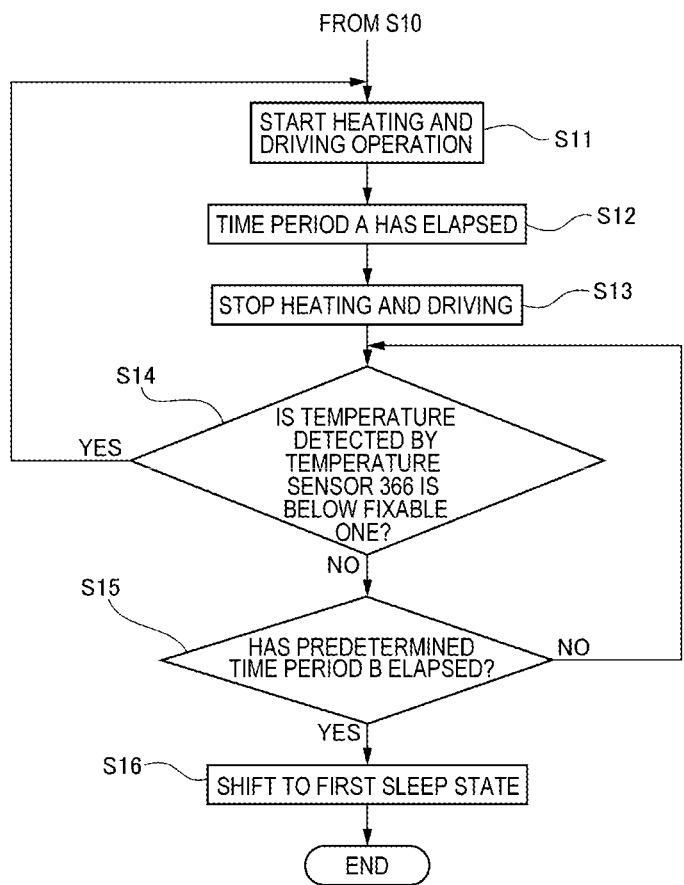 FROM S10
START HEATING AND
DRIVING OPERATION
S11
TIME PERIOD A HAS ELAPSED
S12
STOP HEATING AND DRIVING
S13
S14
YES
IS TEMPERATURE
DETECTED BY
TEMPERATURE
SENSOR 366 IS
BELOW FIXABLE
ONE?
NO
S15
HAS PREDETERMINED
TIME PERIOD B ELAPSED?
NO
YES
S16
SHIFT TO FIRST SLEEP STATE
END